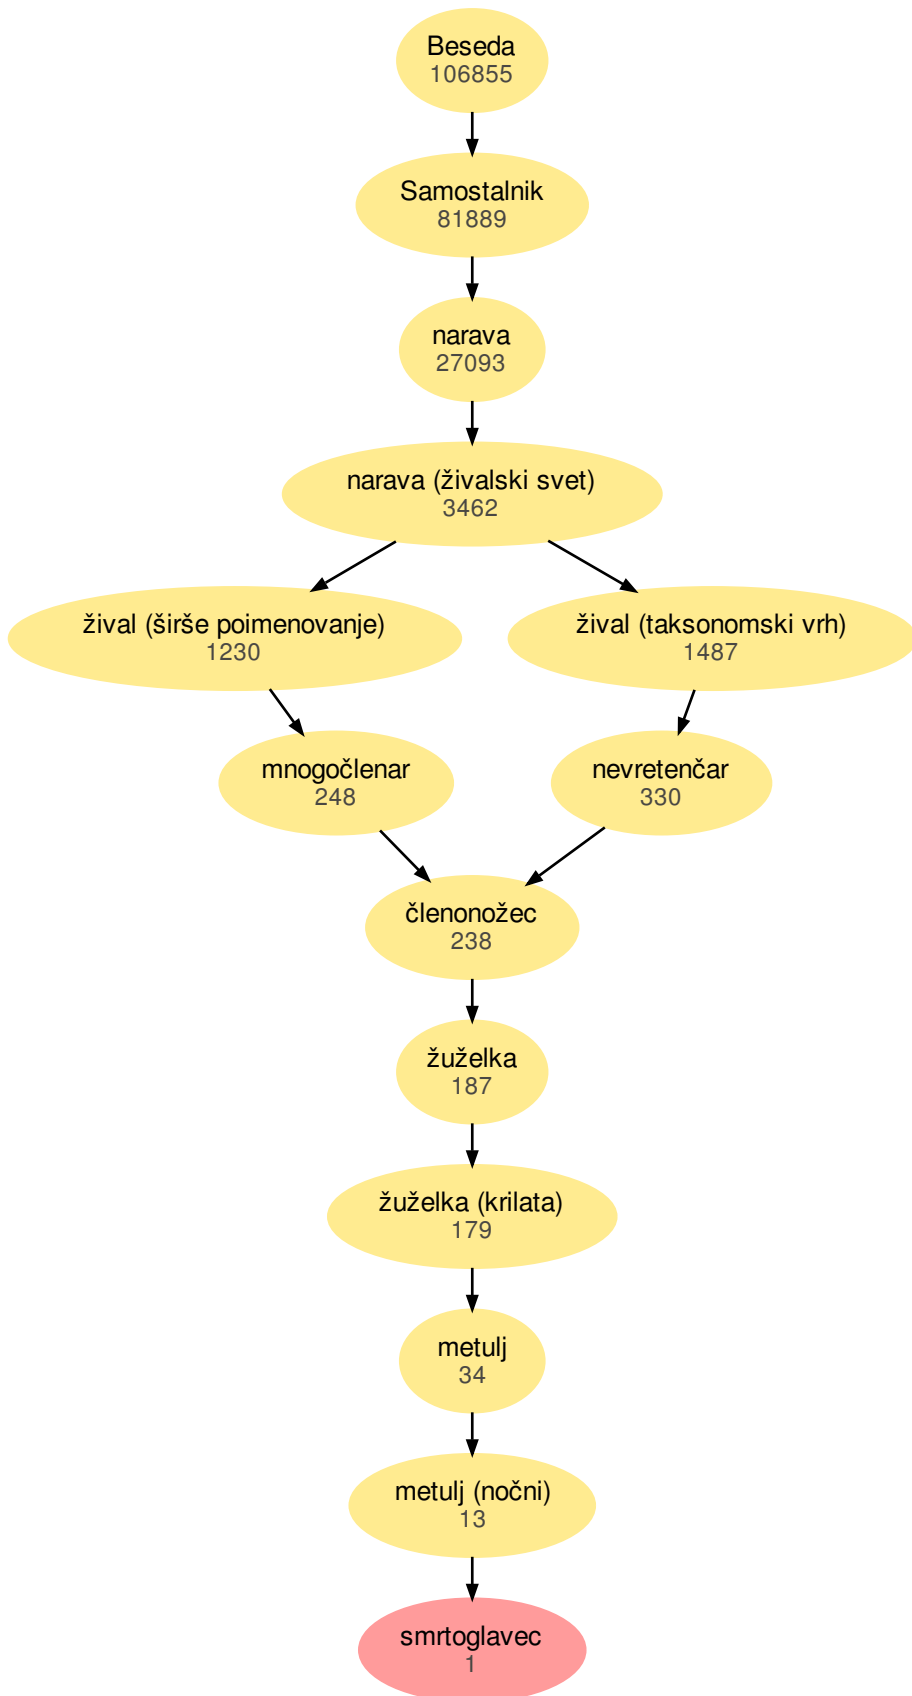 Beseda
106855
Samostalnik
81889
narava
27093
narava (živalski svet)
3462
žival (širše poimenovanje)
1230
žival (taksonomski vrh)
1487
mnogočlenar
248
nevretenčar
330
členonožec
238
žuželka
187
žuželka (krilata)
179
metulj
34
metulj (nočni)
13
smrtoglavec
1